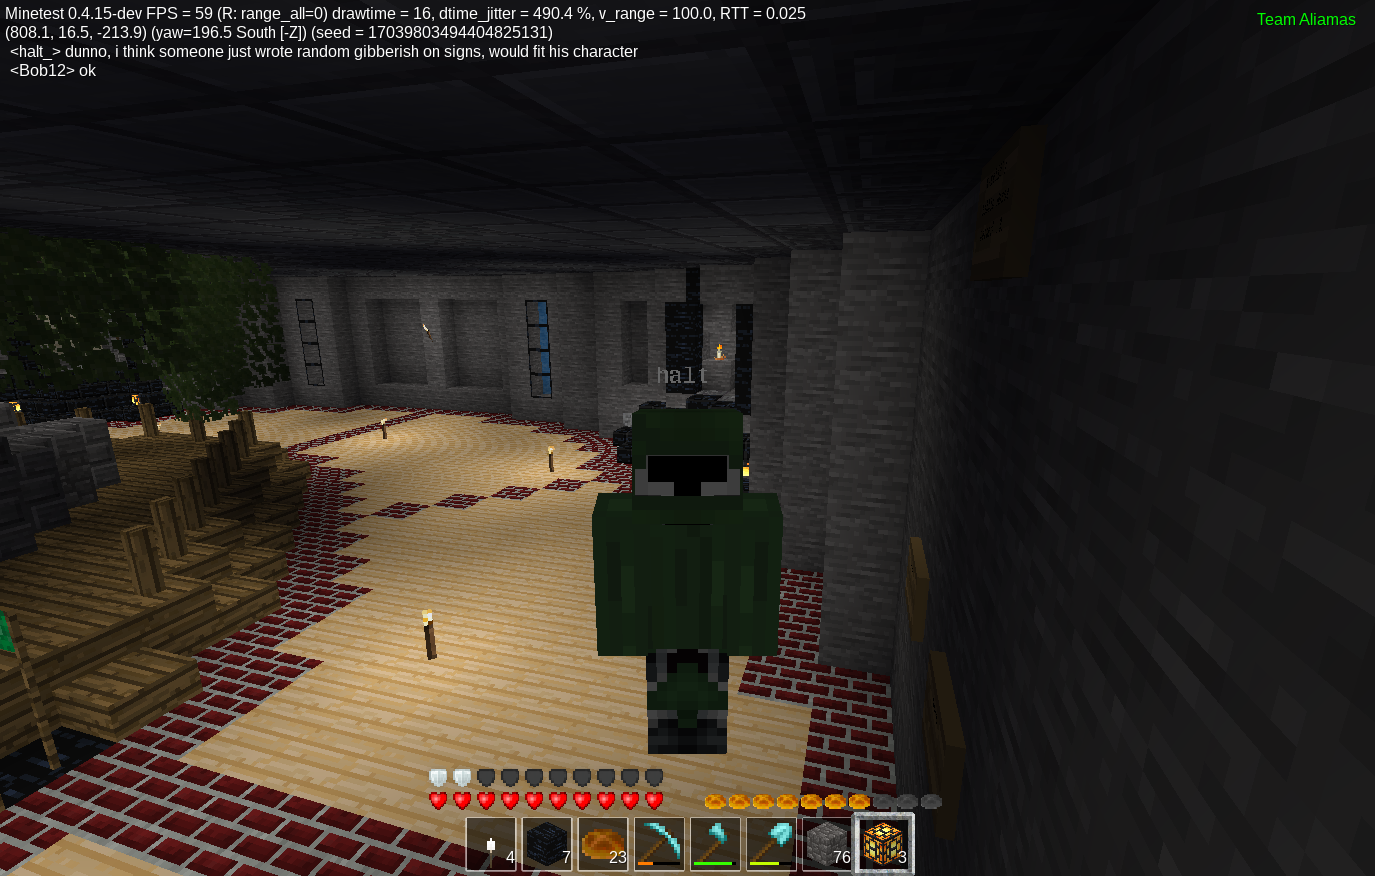 Minetest 0.4.15-dev FPS = 59 (R: range_all=0) drawtime = 16, dtime_jitter = 490.4 %, v_range = 100.0, RTT = 0.025
Team Aliamas
(808.1, 16.5, -213.9) (yaw=196.5 South [-Z]) (seed = 17039803494404825131)
<halt_> dunno, i think someone just wrote random gibberish on signs, would fit his character
<Bob12> ok
halt
4
7
23
76
3